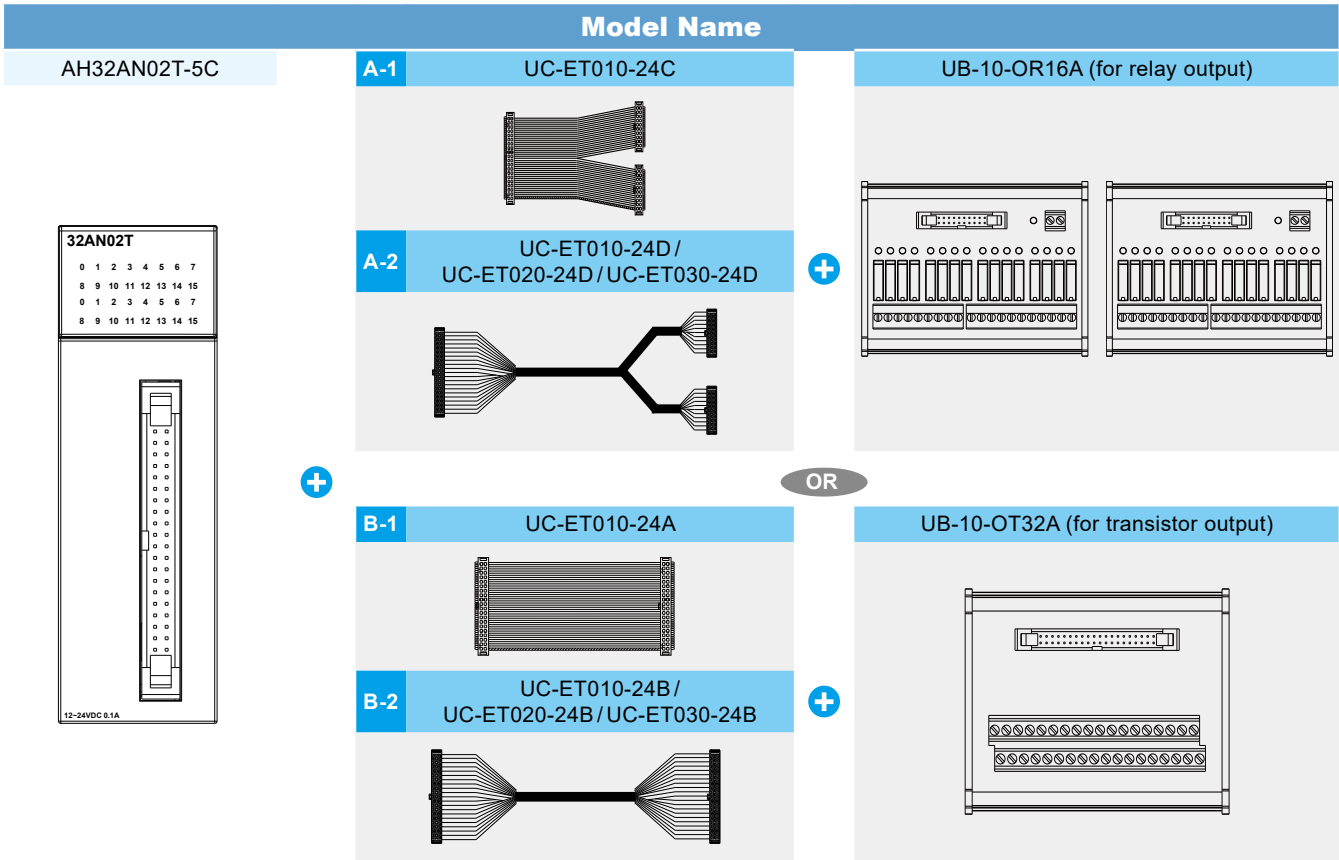 Model Name
AH32AN02T-5C
A-1
UC-ET010-24C
UB-10-OR16A (for relay output)
A-2
UC-ET010-24D /
UC-ET020-24D / UC-ET030-24D
32AN02T
0 1 2 3 4 5 6 7
8 9 10 11 12 13 14 15
0 1 2 3 4 5 6 7
8 9 10 11 12 13 14 15
12~24VDC 0.1A
OR
B-1
UC-ET010-24A
UB-10-OT32A (for transistor output)
B-2
UC-ET010-24B /
UC-ET020-24B / UC-ET030-24B